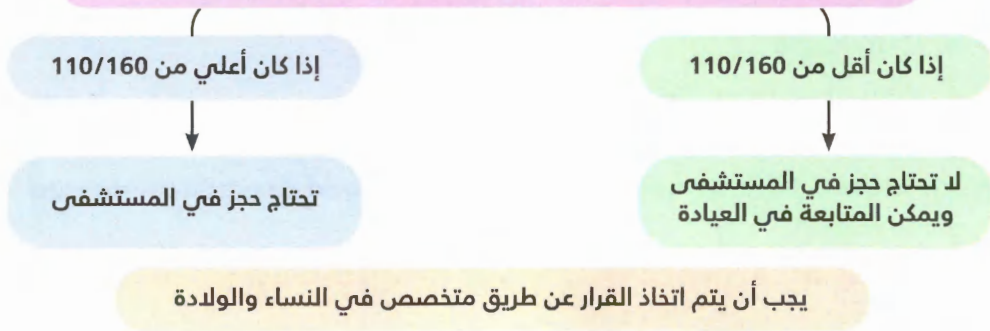 إذا كان أقل من 110/160
إذا كان أعلي من 110/160
لا تحتاج حجز في المستشفى
ويمكن المتابعة في العيادة
تحتاج حجز في المستشفى
يجب أن يتم اتخاذ القرار عن طريق متخصص في النساء والولادة